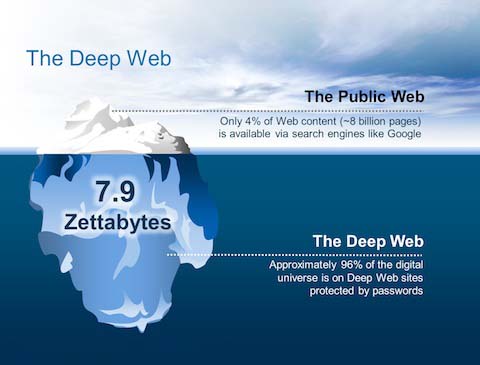 The Deep Web
The Public Web
Only 4% of Web content (~8 billion pages)
is available via search engines like Google
7.9
Zettabytes
The Deep Web
Approximately 96% of the digital
universe is on Deep Web sites
protected by passwords